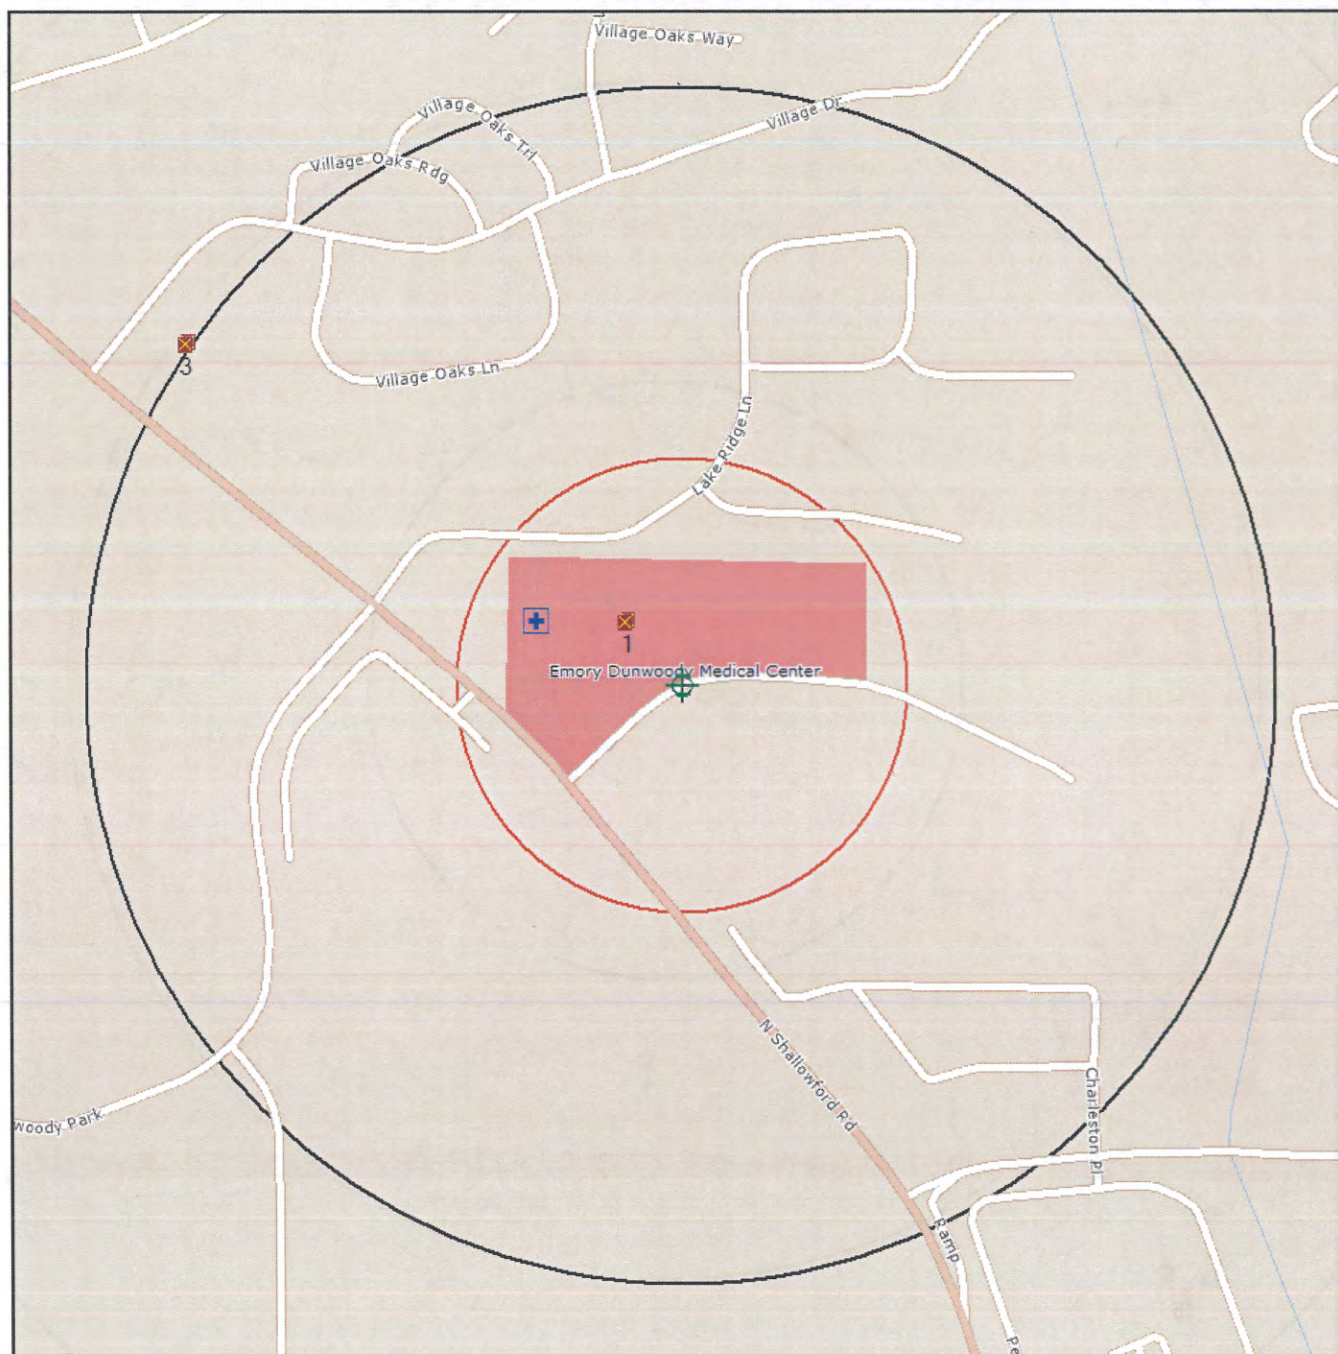 Village Oaks Way
Village Oaks Trl
Village Dr
Village Oaks Rdg
3
Village Oaks Ln
Lake Ridge Ln
1
Emory Dunwoody Medical Center
N Shallowford Rd
Charleston Pl
woody Park
Ramp
Pe